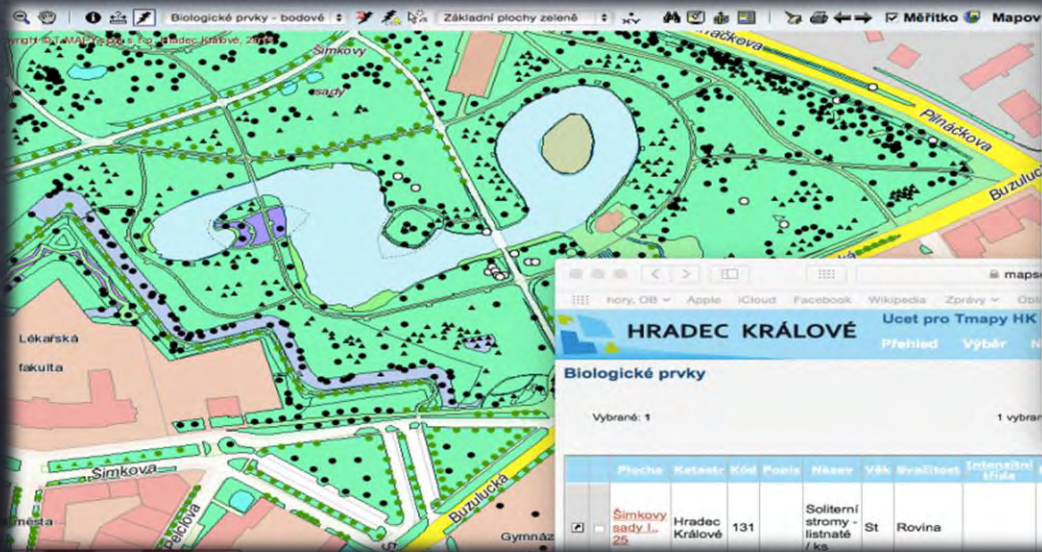 Biologické prvky - bodové
Základní plochy zeleně
Měřítko
Mapov
Šimkovy
sady
Pilnáčkova
Buzulucká
Lékařská
fakulta
Šimkova
Buzulucká
Gymnáz
maps
hory, OB
Apple
iCloud
Facebook
Wikipedia
Zprávy
HRADEC KRÁLOVÉ
Ucet pro Tmapy HK
Přehled
Výběr
Biologické prvky
Vybrané: 1
1 vybran
Plocha Katastr Kód Popis Název Věk Svažitost Intenzitní třída
Šimkovy
sady I..
25
Hradec
Králové
131
Soliterní
stromy -
listnaté
/ ks
St
Rovina